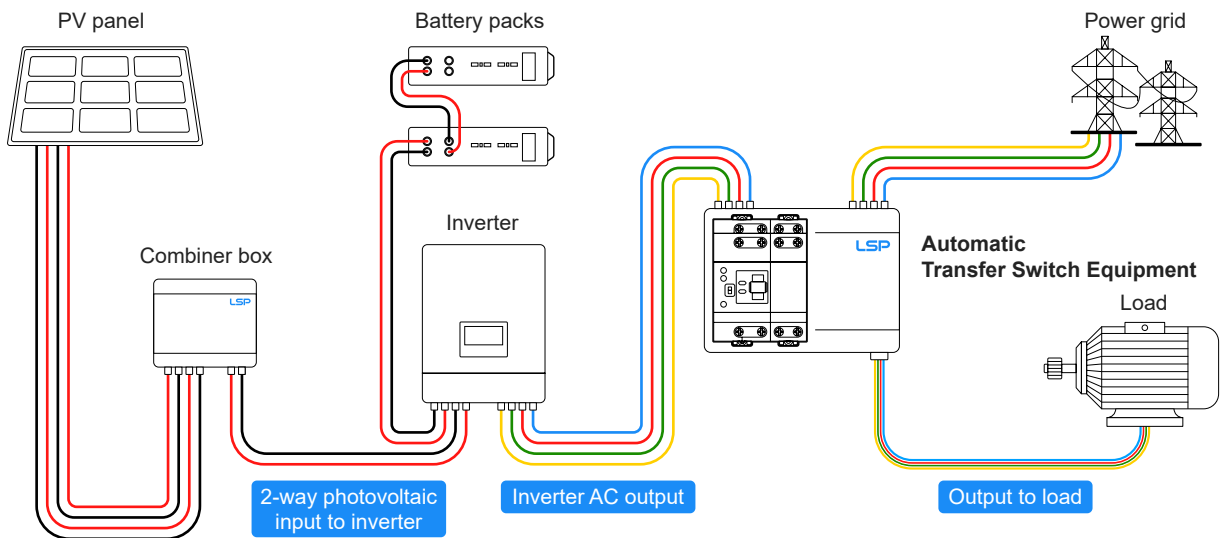 PV panel
Battery packs
Power grid
Inverter
Combiner box
LSP
LSP
Automatic
Transfer Switch Equipment
Load
2-way photovoltaic
input to inverter
Inverter AC output
Output to load